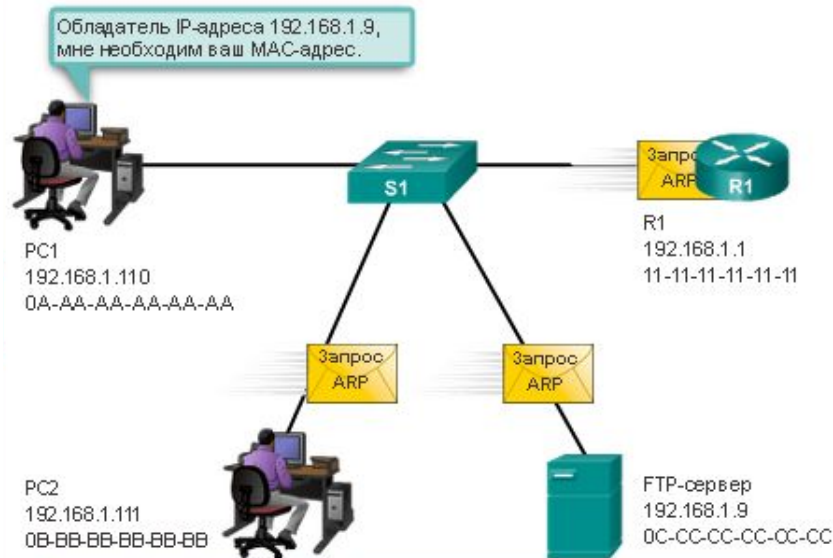 Обладатель IP-адреса 192.168.1.9,
мне необходим ваш MAC-адрес.
S1
Запрос
ARP
R1
R1
192.168.1.1
11-11-11-11-11-11
PC1
192.168.1.110
0A-AA-AA-AA-AA-AA
Запрос
ARP
Запрос
ARP
PC2
192.168.1.111
0B-BB-BB-BB-BB-BB
FTP-сервер
192.168.1.9
0C-CC-CC-CC-CC-CC